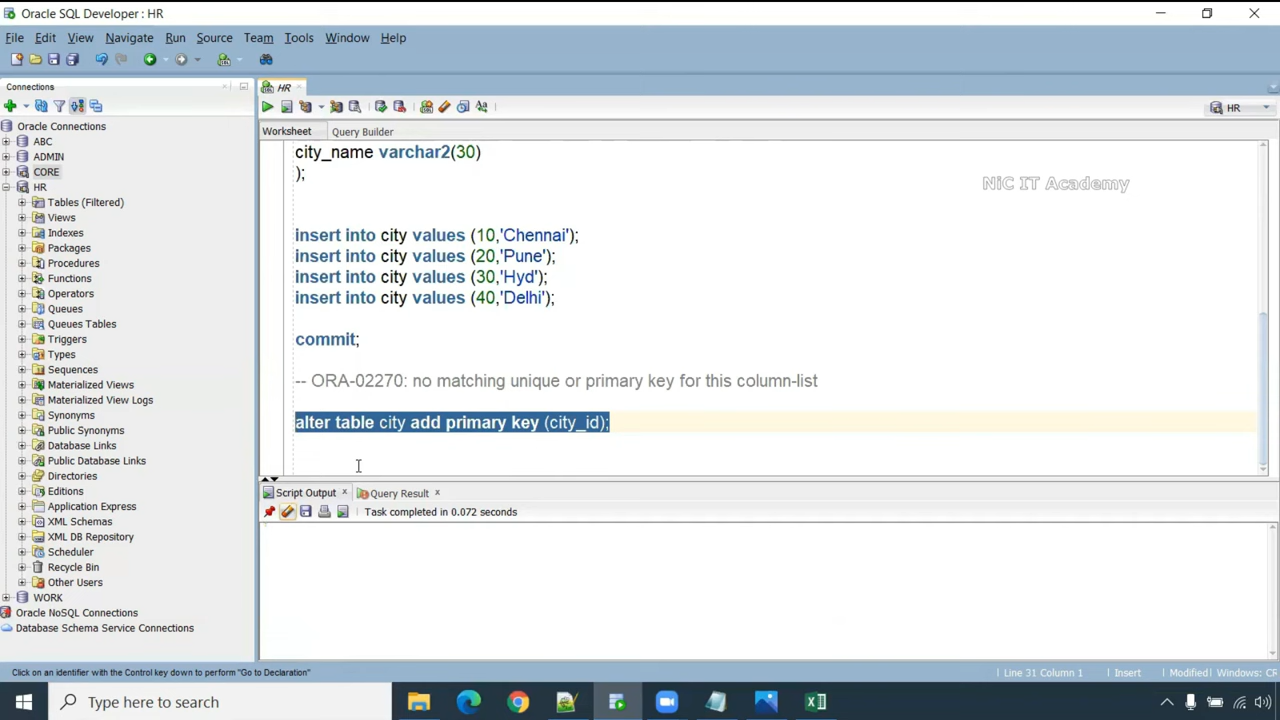 Oracle SQL Developer : HR
File Edit View Navigate Run Source Team Tools Window Help
Connections
HR
HR
Oracle Connections
Worksheet Query Builder
ABC
ADMIN
CORE
HR
Tables (Filtered)
Views
Indexes
Packages
Procedures
Functions
Operators
Queues
Queues Tables
Triggers
Types
Sequences
Materialized Views
Materialized View Logs
Synonyms
Public Synonyms
Database Links
Public Database Links
Directories
Editions
Application Express
XML Schemas
XML DB Repository
Scheduler
Recycle Bin
Other Users
WORK
Oracle NoSQL Connections
Database Schema Service Connections
city_name varchar2(30)
);
NiC IT Academy
insert into city values (10,'Chennai');
insert into city values (20,'Pune');
insert into city values (30,'Hyd');
insert into city values (40,'Delhi');
commit;
-- ORA-02270: no matching unique or primary key for this column-list
alter table city add primary key (city_id);
Script Output Query Result
Task completed in 0.072 seconds
Click on an identifier with the Control key down to perform "Go to Declaration"
Line 31 Column 1 Insert Modified Windows: CF
Type here to search